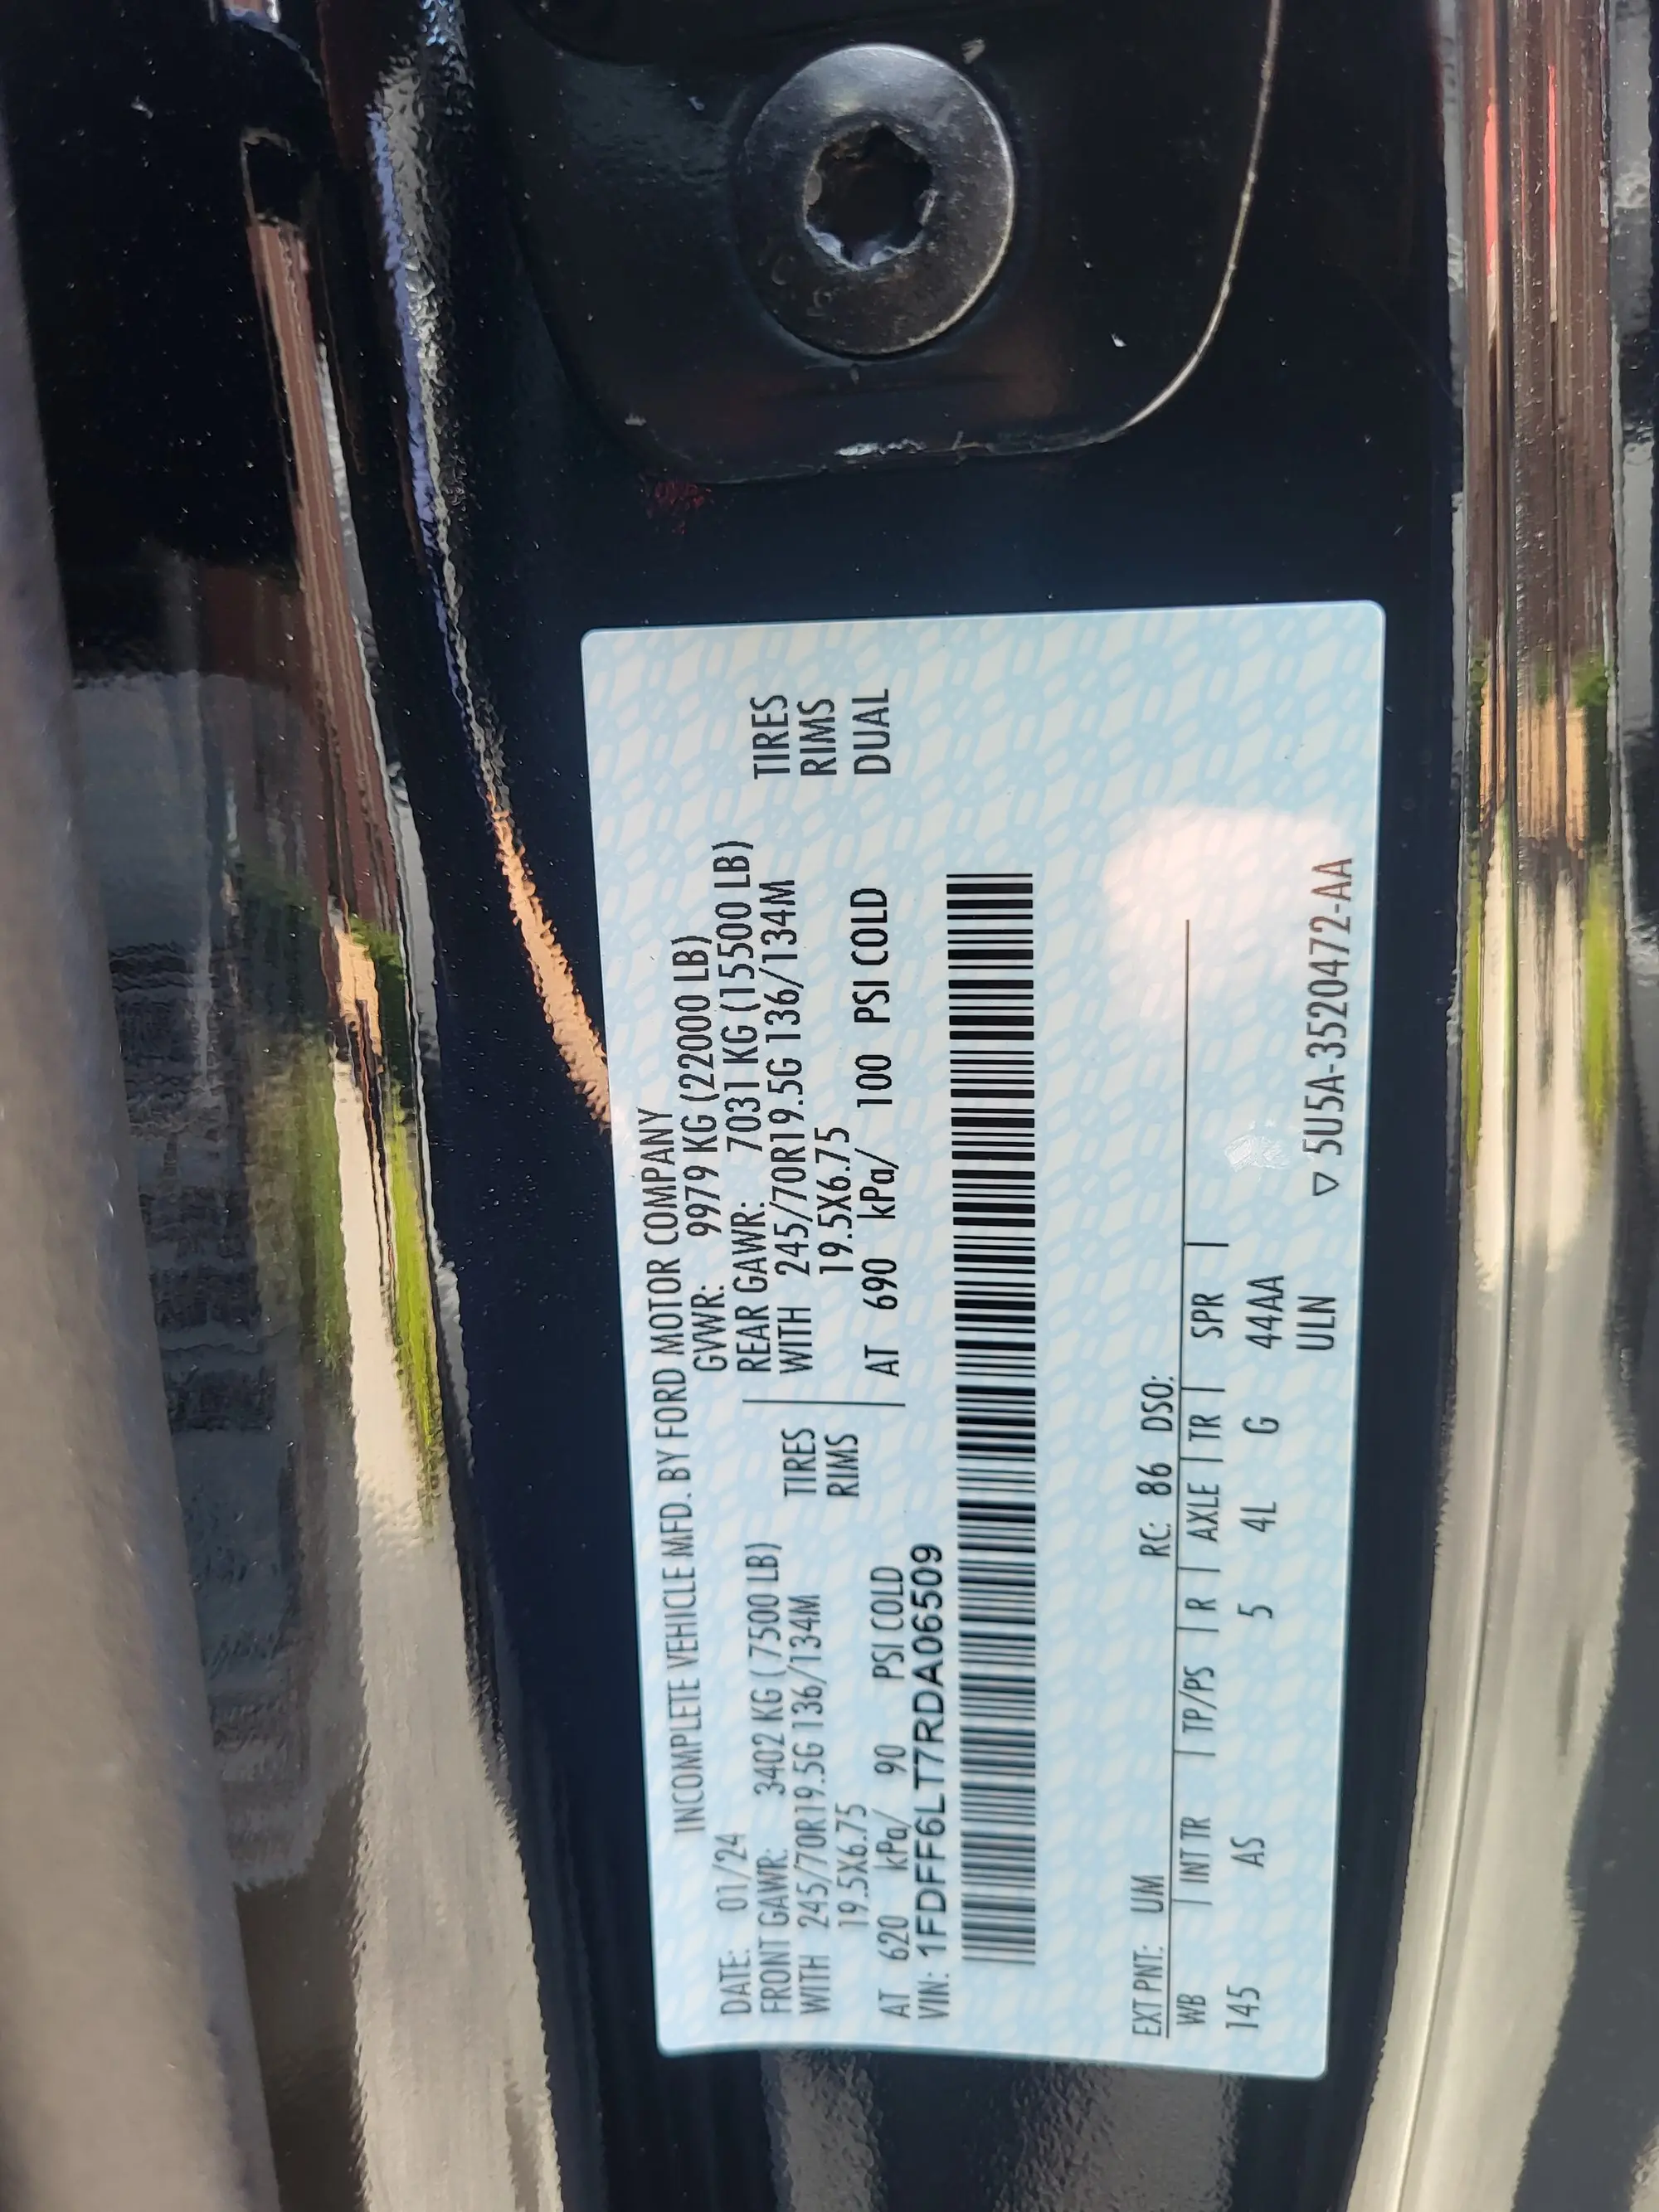 INCOMPLETE VEHICLE MFD. BY FORD MOTOR COMPANY
DATE: 01/24 GVWR: 9979 KG (22000 LB)
FRONT GAWR: 3402 KG ( 7500 LB) REAR GAWR: 7031 KG (15500 LB)
WITH 245/70R19.5G 136/134M TIRES WITH 245/70R19.5G 136/134M TIRES
19.5X6.75 RIMS 19.5X6.75 RIMS
AT 620 kPa/ 90 PSI COLD AT 690 kPa/ 100 PSI COLD DUAL
VIN: 1FDFF6LT7RDA06509
EXT PNT: UM RC: 86 DSO:
WB | INT TR | TP/PS | R | AXLE | TR | SPR |
145 AS 5 4L G 44AA
ULN
▽ 5U5A-3520472-AA